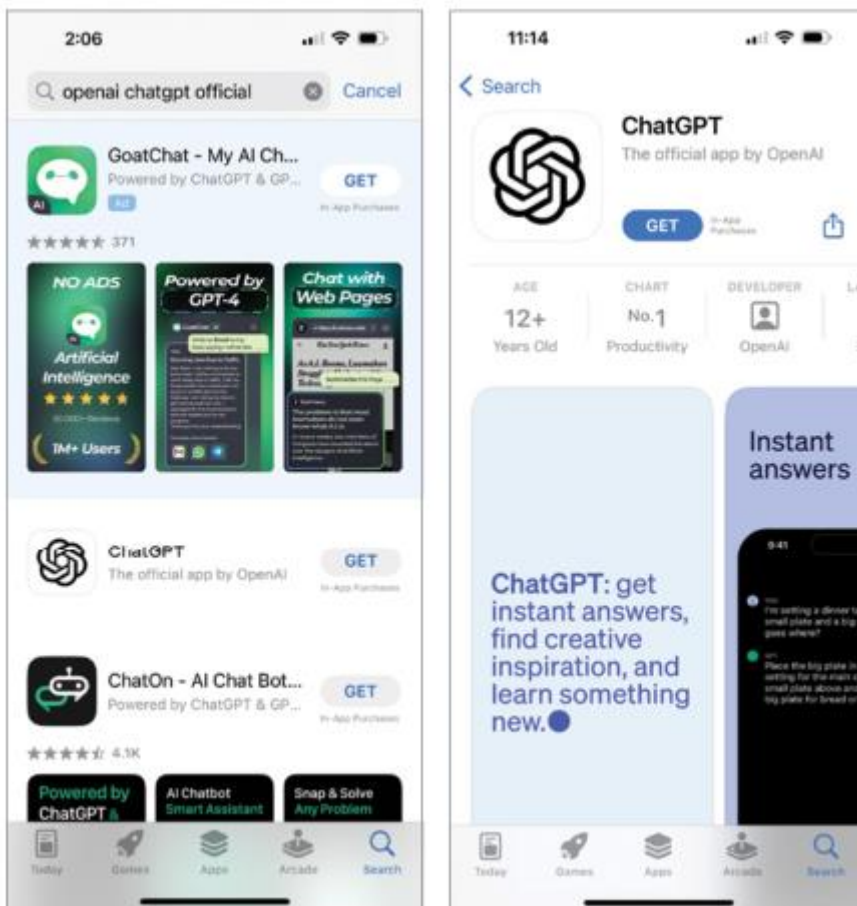 2:06
openai chatgpt official
Cancel
GoatChat - My AI Ch...
Powered by ChatGPT & GP...
GET
Ad
In-App Purchases
371
NO ADS
Artificial
Intelligence
1M+ Users
Powered by
GPT-4
Chat with
Web Pages
ChatGPT
The official app by OpenAI
GET
In-App Purchases
ChatOn - AI Chat Bot...
Powered by ChatGPT & GP...
GET
In-App Purchases
4.1K
Powered by
ChatGPT &
AI Chatbot
Smart Assistant
Snap & Solve
Any Problem
Today
Games
Apps
Arcade
Search
11:14
Search
ChatGPT
The official app by OpenAI
GET
In-App
Purchases
AGE
12+
Years Old
CHART
No.1
Productivity
DEVELOPER
OpenAI
ChatGPT: get
instant answers,
find creative
inspiration, and
learn something
new.
Instant
answers
9:41
Today
Games
Apps
Arcade
Search